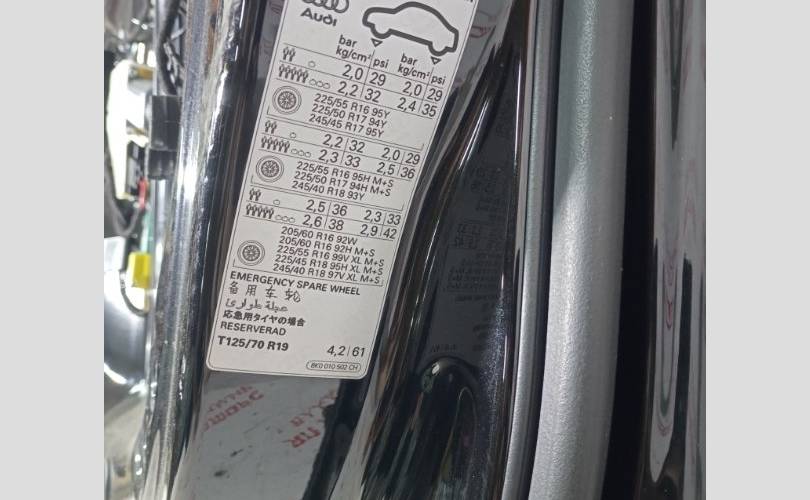 Audi
bar psi bar psi
kg/cm² kg/cm²
2,0 29 2,0 29
2,2 32 2,4 35
225/55 R16 95Y
225/50 R17 94Y
245/45 R17 95Y
2,2 32 2,0 29
2,3 33 2,5 36
225/55 R16 95H M+S
225/50 R17 94H M+S
245/40 R18 93Y
2,5 36 2,3 33
2,6 38 2,9 42
205/60 R16 92W
205/60 R16 92H M+S
225/55 R16 99V XL M+S
225/45 R18 95H XL M+S
245/40 R18 97V XL M+S
EMERGENCY SPARE WHEEL
备用车轮
عجلة طوارئ
応急用タイヤの場合
RESERVERAD
T125/70 R19 4,2 61
8K0 010 502 CH